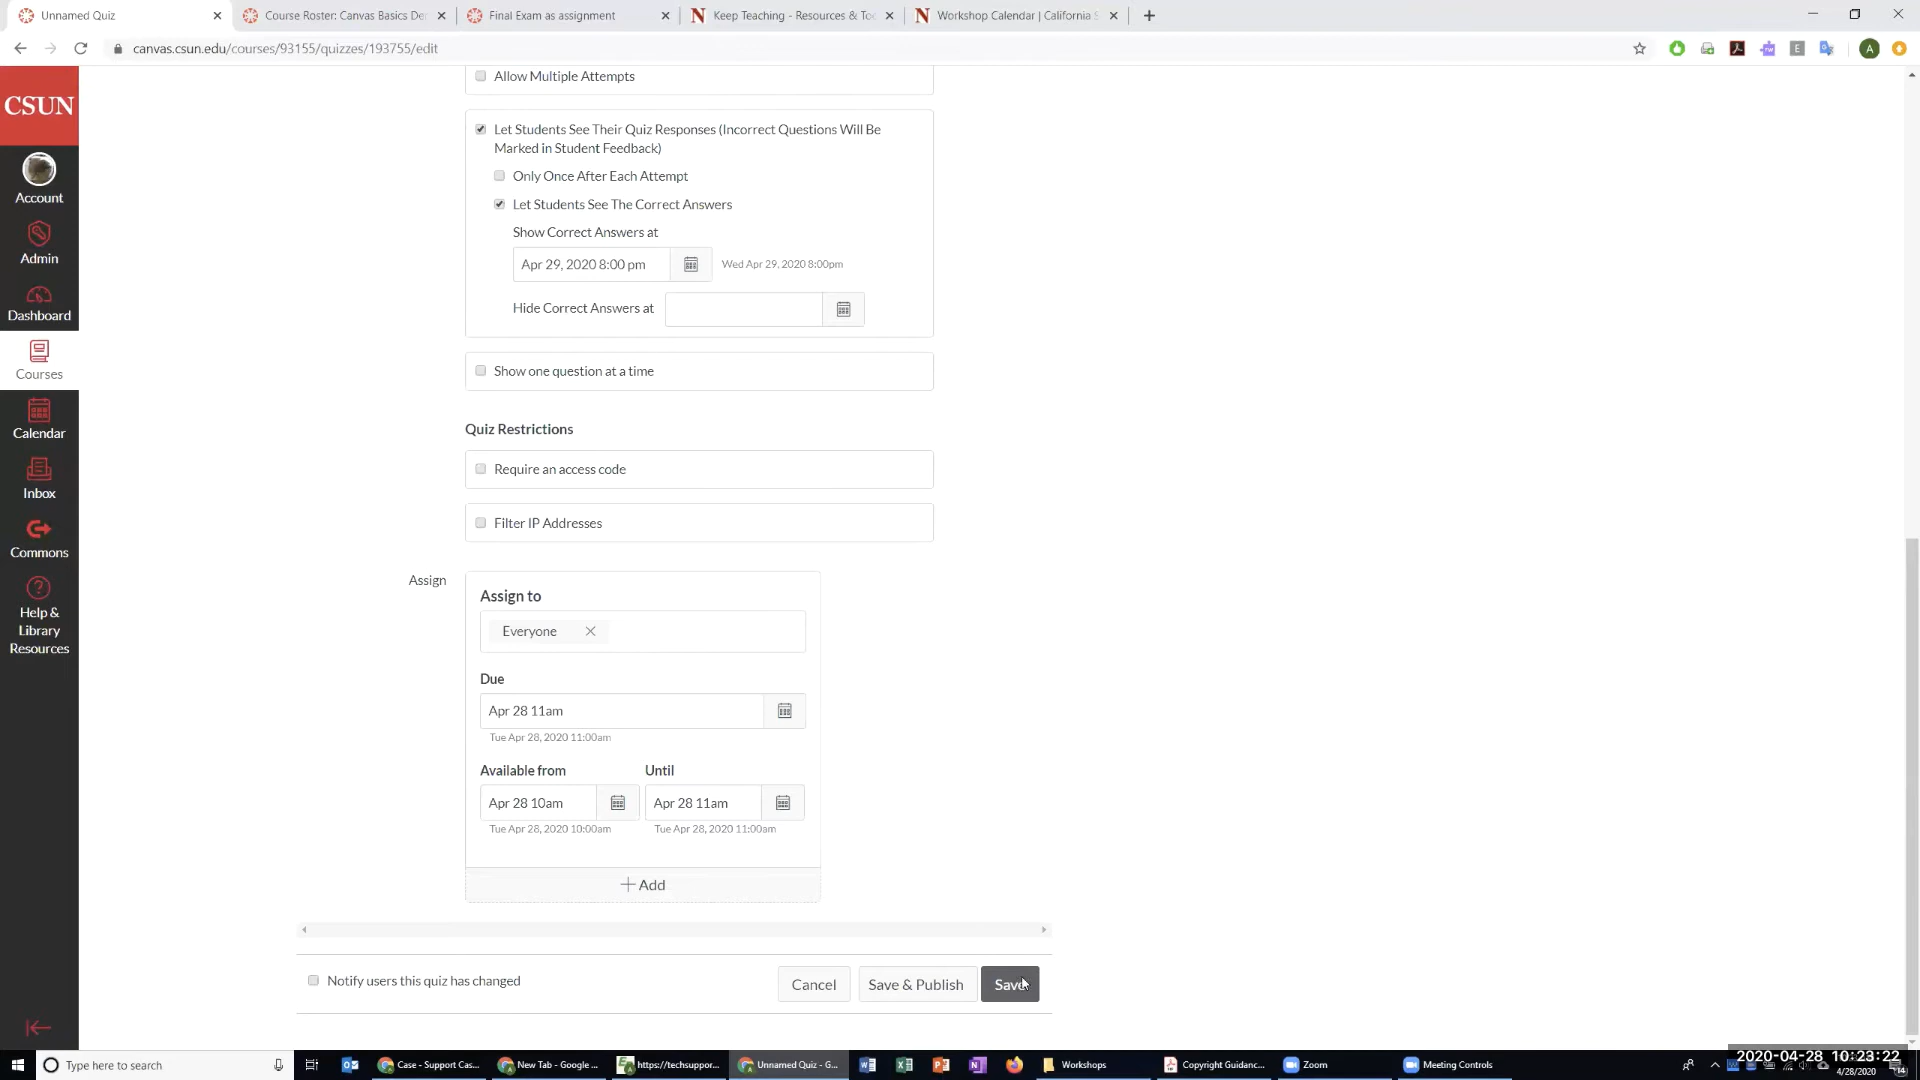 Unnamed Quiz
Course Roster: Canvas Basics De
Final Exam as assignment
Keep Teaching - Resources & Too
Workshop Calendar | California S
canvas.csun.edu/courses/93155/quizzes/193755/edit
A
CSUN
Account
Admin
Dashboard
Courses
Calendar
Inbox
Commons
Help &
Library
Resources
Allow Multiple Attempts
Let Students See Their Quiz Responses (Incorrect Questions Will Be
Marked in Student Feedback)
Only Once After Each Attempt
Let Students See The Correct Answers
Show Correct Answers at
Apr 29, 2020 8:00 pm
Wed Apr 29, 2020 8:00pm
Hide Correct Answers at
Show one question at a time
Quiz Restrictions
Require an access code
Filter IP Addresses
Assign
Assign to
Everyone
Due
Apr 28 11am
Tue Apr 28, 2020 11:00am
Available from
Until
Apr 28 10am
Apr 28 11am
Tue Apr 28, 2020 10:00am
Tue Apr 28, 2020 11:00am
+ Add
Notify users this quiz has changed
Cancel
Save & Publish
Save
Type here to search
Case - Support Cas...
New Tab - Google ...
https://techsuppor...
Unnamed Quiz - G...
Workshops
Copyright Guidanc...
Zoom
Meeting Controls
2020-04-28 10:23:22
4/28/2020